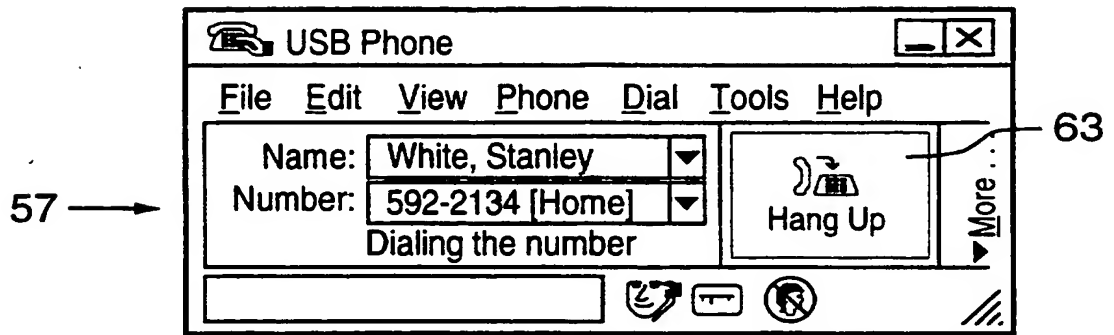 USB Phone
File Edit View Phone Dial Tools Help
Name: White, Stanley
Number: 592-2134 [Home]
Dialing the number
Hang Up
More...
63
57